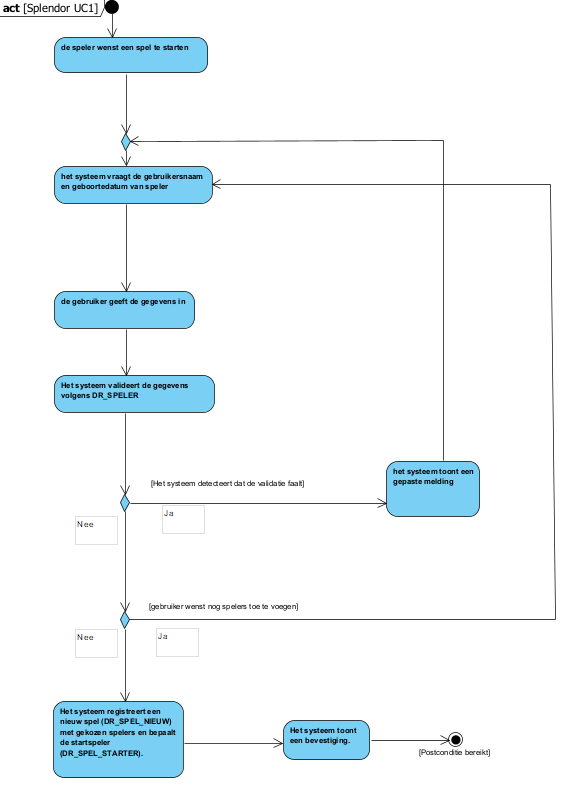 act [Splendor UC1]
de speler wenst een spel te starten
het systeem vraagt de gebruikersnaam
en geboortedatum van speler
de gebruiker geeft de gegevens in
Het systeem valideert de gegevens
volgens DR_SPELER
[Het systeem detecteert dat de validatie faalt]
het systeem toont een
gepaste melding
Nee
Ja
[gebruiker wenst nog spelers toe te voegen]
Nee
Ja
Het systeem registreert een
nieuw spel (DR_SPEL_NIEUW)
met gekozen spelers en bepaalt
de startspeler
(DR_SPEL_STARTER).
Het systeem toont
een bevestiging.
[Postconditie bereikt]